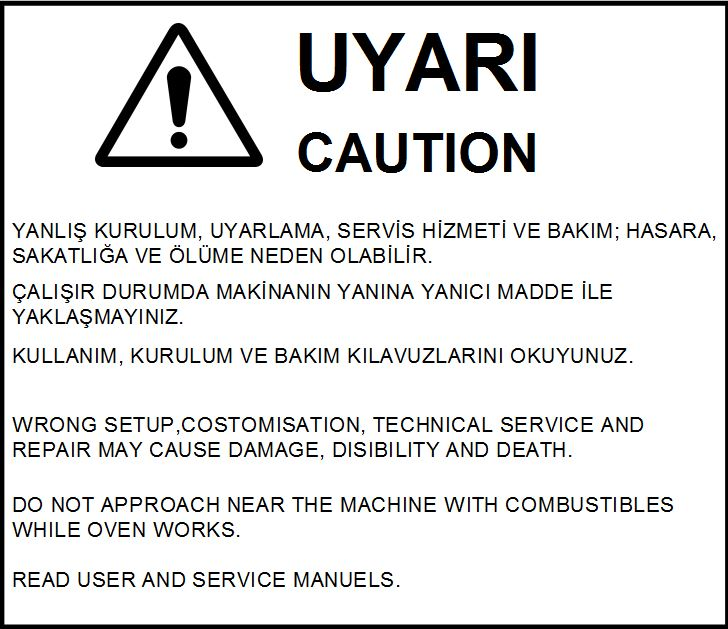 UYARI
CAUTION
YANLIŞ KURULUM, UYARLAMA, SERVİS HİZMETİ VE BAKIM; HASARA,
SAKATLIĞA VE ÖLÜME NEDEN OLABİLİR.
ÇALIŞIR DURUMDA MAKİNANIN YANINA YANICI MADDE İLE
YAKLAŞMAYINIZ.
KULLANIM, KURULUM VE BAKIM KILAVUZLARINI OKUYUNUZ.
WRONG SETUP,COSTOMISATION, TECHNICAL SERVICE AND
REPAIR MAY CAUSE DAMAGE, DISIBILITY AND DEATH.
DO NOT APPROACH NEAR THE MACHINE WITH COMBUSTIBLES
WHILE OVEN WORKS.
READ USER AND SERVICE MANUELS.